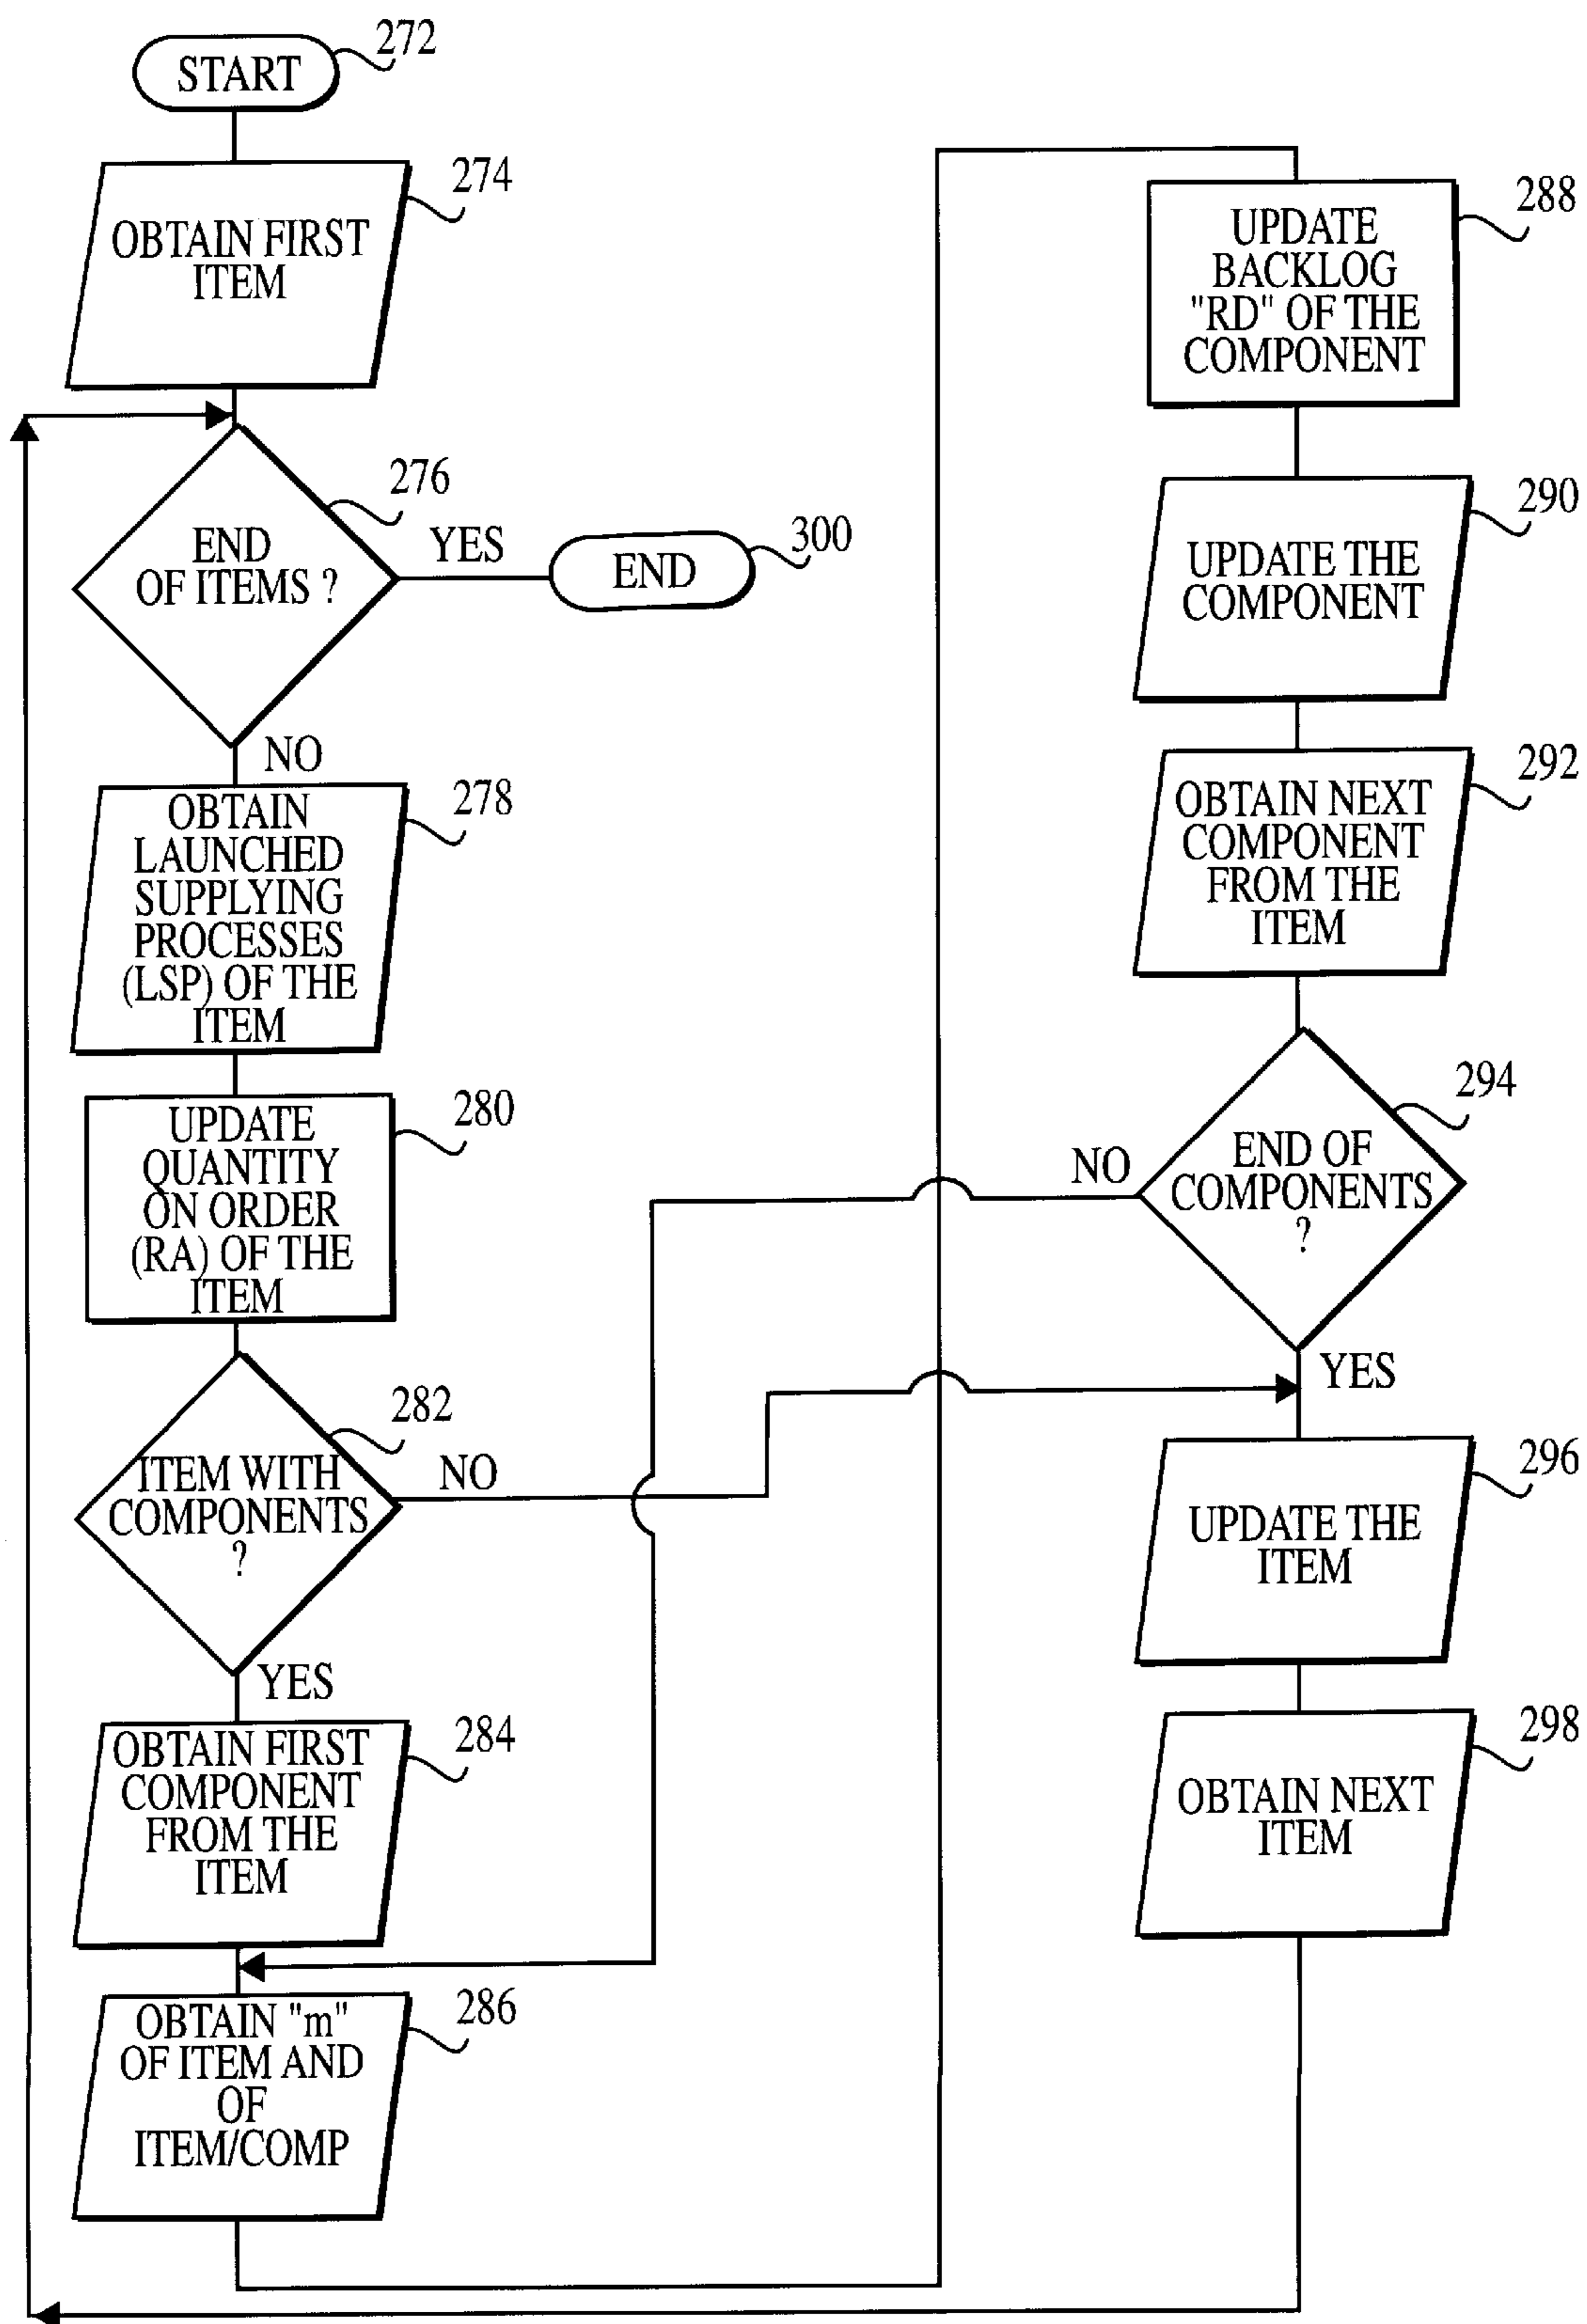 START
272
OBTAIN FIRST
ITEM
274
END
OF ITEMS ?
276
YES
END
300
NO
OBTAIN
LAUNCHED
SUPPLYING
PROCESSES
(LSP) OF THE
ITEM
278
UPDATE
QUANTITY
ON ORDER
(RA) OF THE
ITEM
280
ITEM WITH
COMPONENTS
?
282
NO
YES
OBTAIN FIRST
COMPONENT
FROM THE
ITEM
284
OBTAIN "m"
OF ITEM AND
OF
ITEM/COMP
286
UPDATE
BACKLOG
"RD" OF THE
COMPONENT
288
UPDATE THE
COMPONENT
290
OBTAIN NEXT
COMPONENT
FROM THE
ITEM
292
END OF
COMPONENTS
?
294
NO
YES
UPDATE THE
ITEM
296
OBTAIN NEXT
ITEM
298